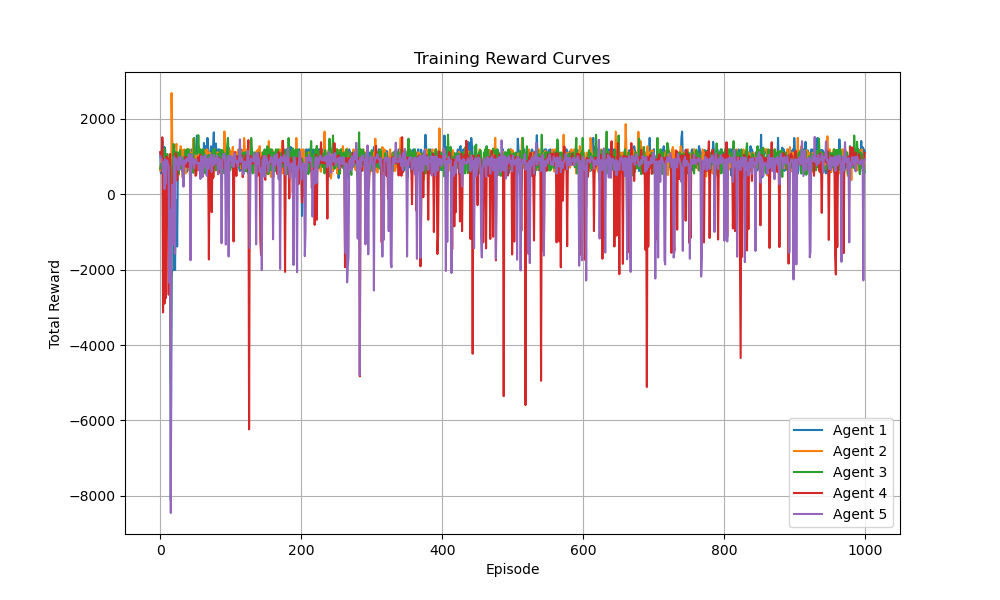 Training Reward Curves
Total Reward
2000
0
−2000
−4000
−6000
−8000
0 200 400 600 800 1000
Episode
Agent 1
Agent 2
Agent 3
Agent 4
Agent 5